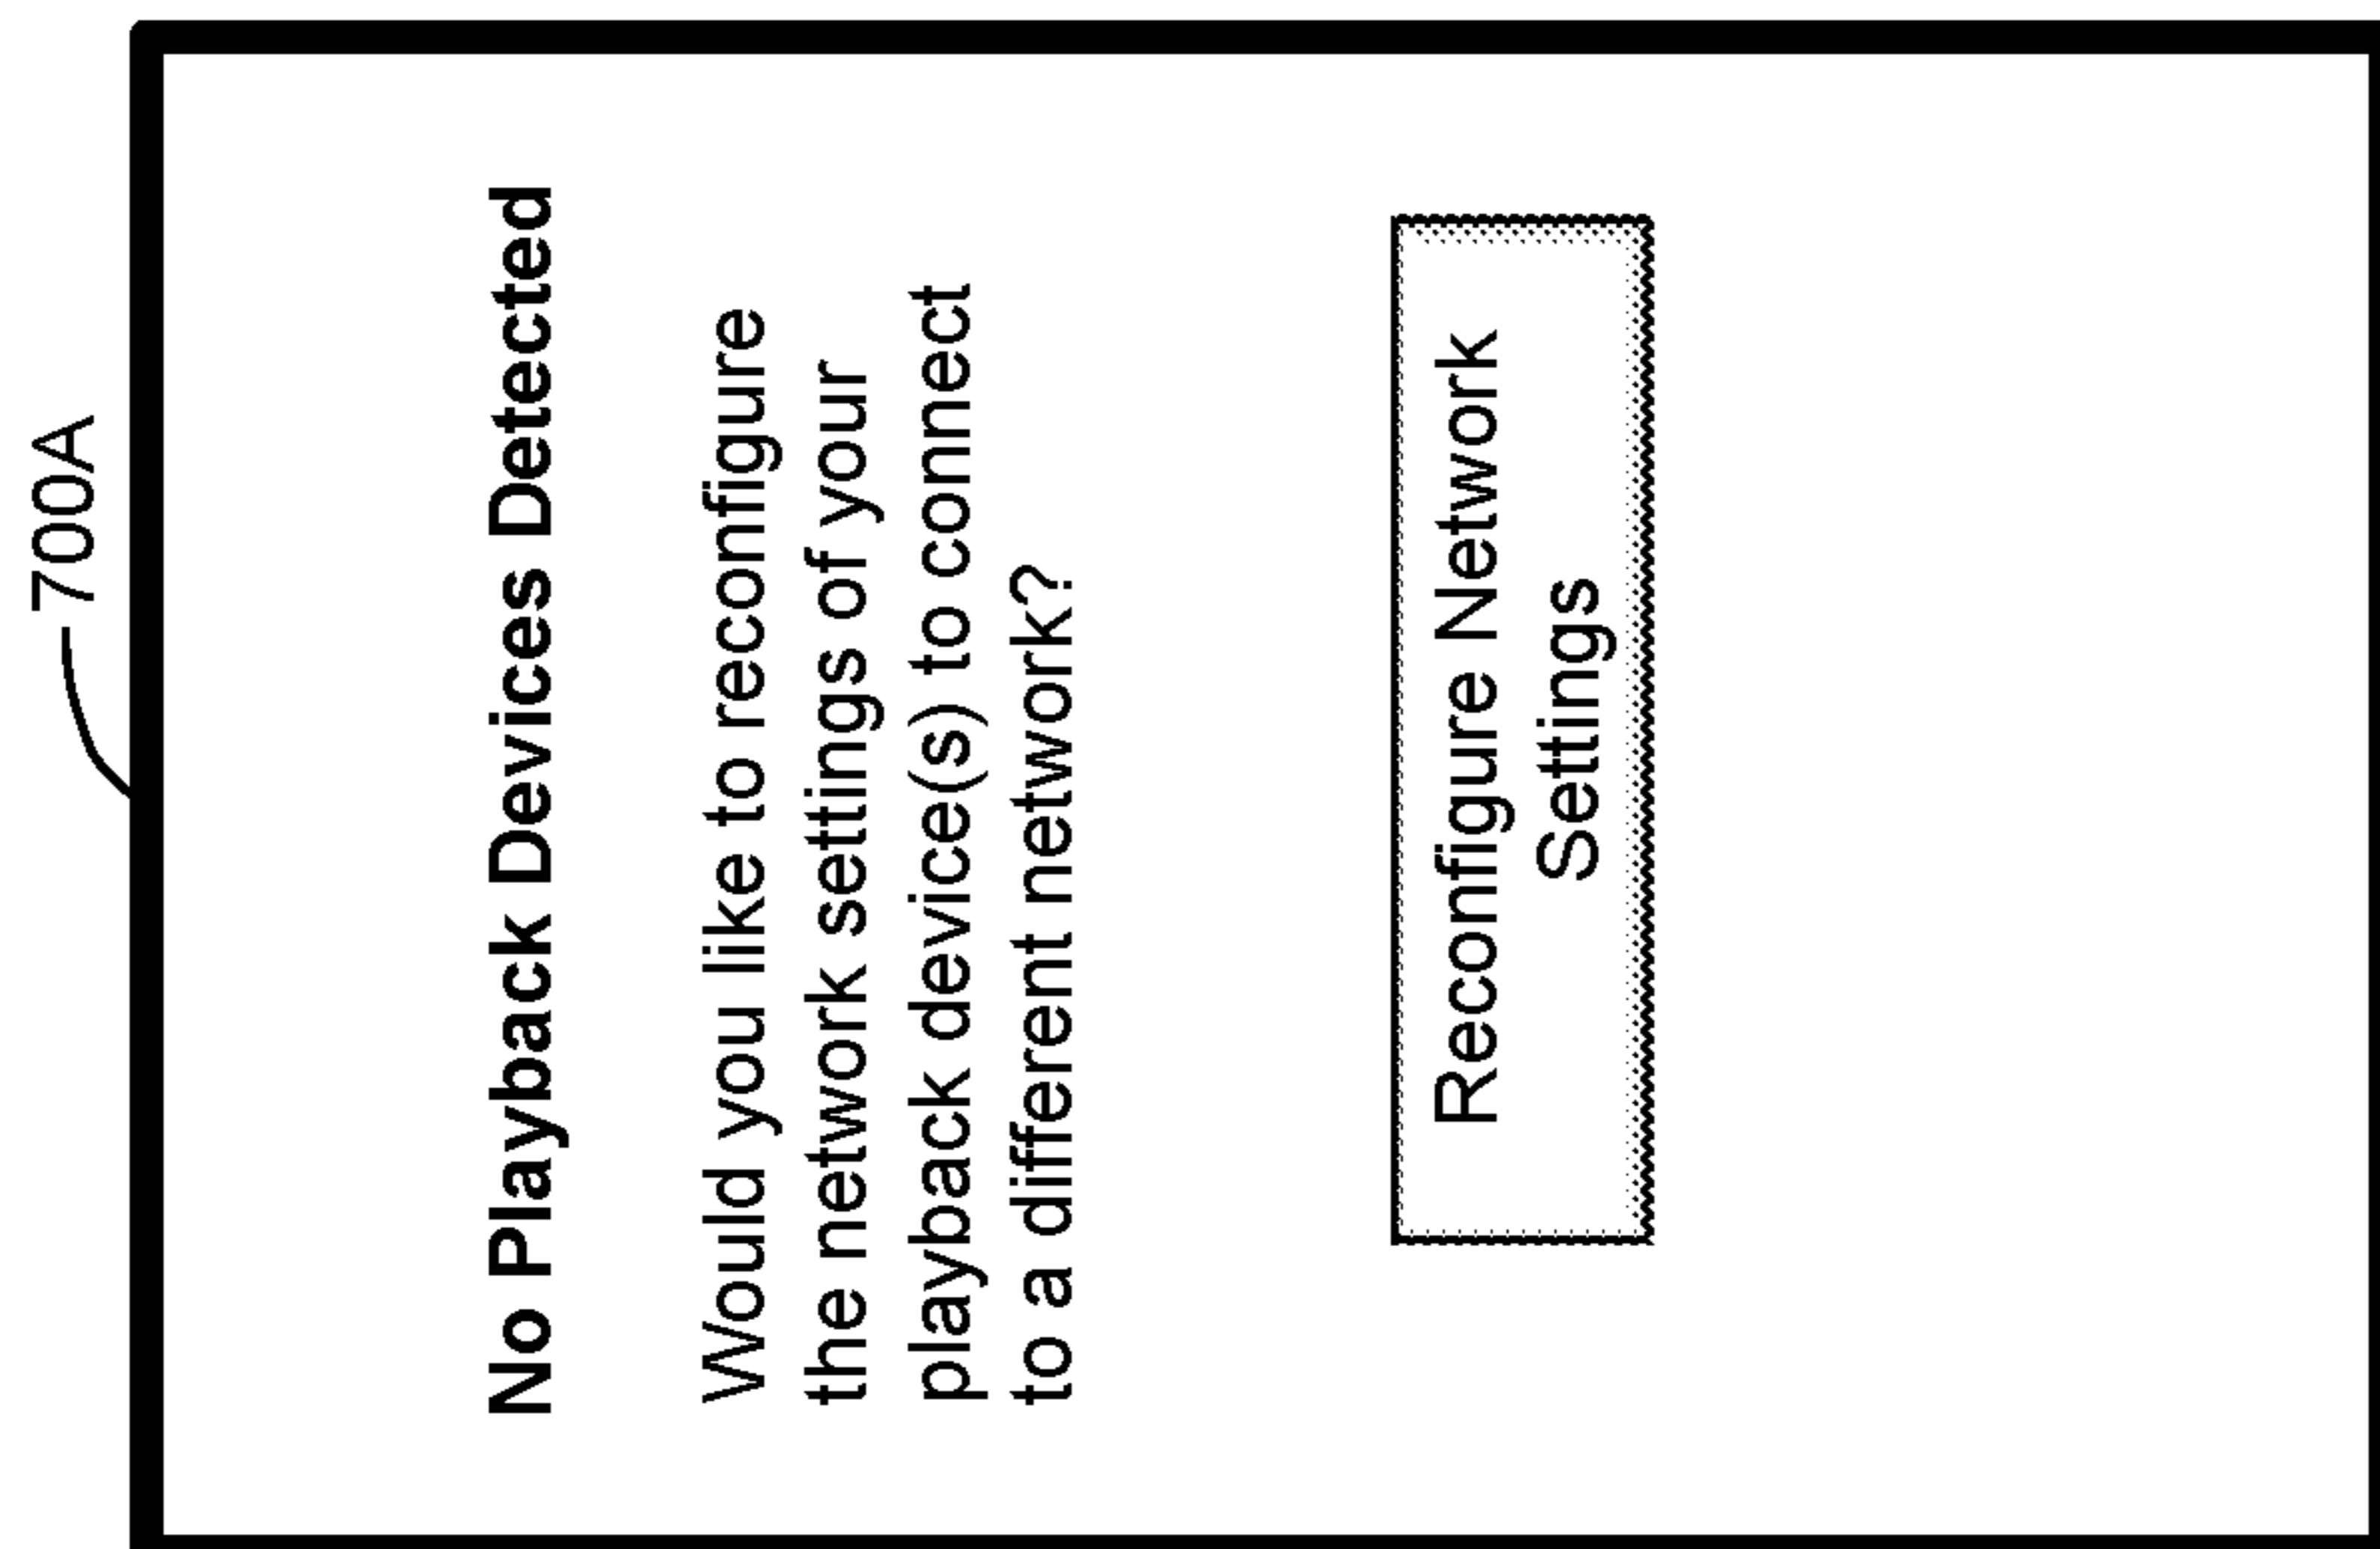 700A
No Playback Devices Detected
Would you like to reconfigure
the network settings of your
playback device(s) to connect
to a different network?
Reconfigure Network
Settings